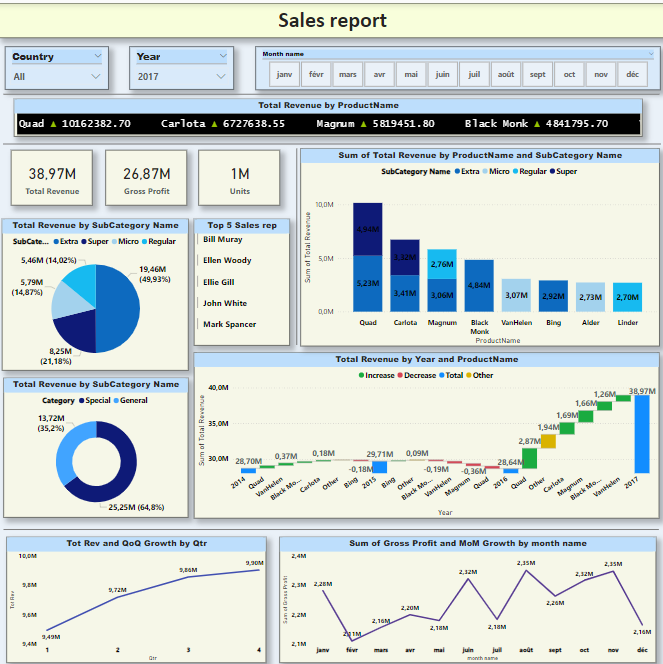 Sales report
Country
All
Year
2017
Month name
janv févr mars avr mai juin juil août sept oct nov déc
Total Revenue by ProductName
Quad ▲ 10162382.70 Carlota ▲ 6727638.55 Magnum ▲ 5819451.80 Black Monk ▲ 4841795.70
38,97M
Total Revenue
26,87M
Gross Profit
1M
Units
Sum of Total Revenue by ProductName and SubCategory Name
SubCategory Name Extra Micro Regular Super
Sum of Total Revenue
10,0M
5,0M
0,0M
4,94M
5,23M
3,32M
3,41M
2,76M
3,06M
4,84M
3,07M
2,92M
2,73M
2,70M
Quad Carlota Magnum Black Monk VanHelen Bing Alder Linder
ProductName
Total Revenue by SubCategory Name
SubCate... Extra Super Micro Regular
5,46M (14,02%)
19,46M
(49,93%)
5,79M
(14,87%)
8,25M
(21,18%)
Top 5 Sales rep
Bill Muray
Ellen Woody
Ellie Gill
John White
Mark Spancer
Total Revenue by SubCategory Name
Category Special General
13,72M
(35,2%)
25,25M (64,8%)
Total Revenue by Year and ProductName
Increase Decrease Total Other
Sum of Total Revenue
40,0M
35,0M
30,0M
28,70M 0,37M 0,18M -0,18M 29,71M 0,09M -0,19M -0,36M 28,64M 2,87M 1,94M 1,69M 1,66M 1,26M 38,97M
2014 Quad VanHelen Black Mo... Carlota Other Bing 2015 Bing Other Black Mo... VanHelen Magnum Quad 2016 Quad Other Carlota Magnum Black Mo... VanHelen 2017
Year
Tot Rev and QoQ Growth by Qtr
Tot Rev
10,0M
9,8M
9,6M
9,4M
9,49M
9,72M
9,86M
9,90M
1 2 3 4
Qtr
Sum of Gross Profit and MoM Growth by month name
Sum of Gross Profit
2,4M
2,3M
2,2M
2,1M
2,28M 2,11M 2,16M 2,20M 2,18M 2,32M 2,18M 2,35M 2,26M 2,32M 2,35M 2,16M
janv févr mars avr mai juin juil août sept oct nov déc
month name